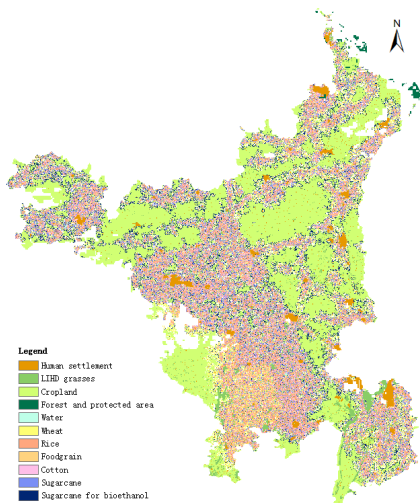 N
Legend
Human settlement
LIHD grasses
Cropland
Forest and protected area
Water
Wheat
Rice
Foodgrain
Cotton
Sugarcane
Sugarcane for bioethanol